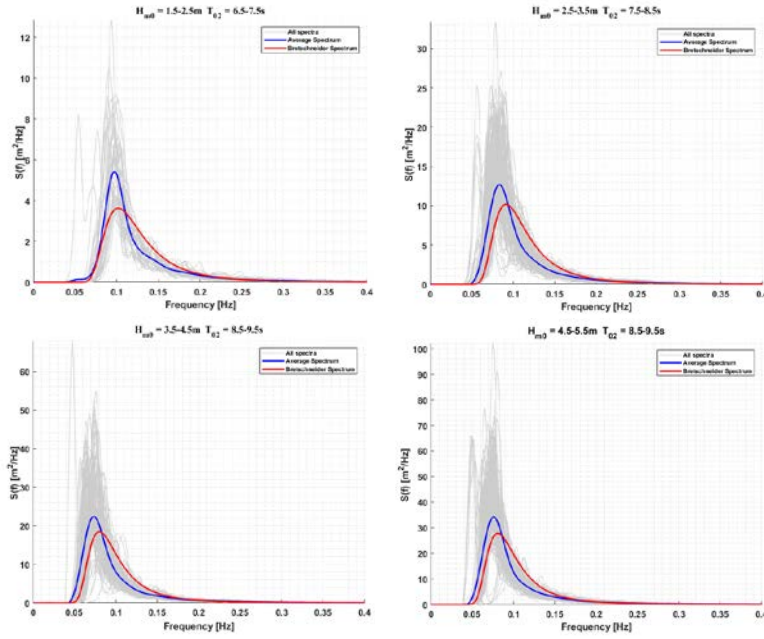 H_m0 = 1.5-2.5m T_02 = 6.5-7.5s
All spectra
Average Spectrum
Bretschneider Spectrum
12
10
8
6
4
2
0
S(f) [m²/Hz]
0 0.05 0.1 0.15 0.2 0.25 0.3 0.35 0.4
Frequency [Hz]
H_m0 = 2.5-3.5m T_02 = 7.5-8.5s
All spectra
Average Spectrum
Bretschneider Spectrum
30
25
20
15
10
5
0
S(f) [m²/Hz]
0 0.05 0.1 0.15 0.2 0.25 0.3 0.35 0.4
Frequency [Hz]
H_m0 = 3.5-4.5m T_02 = 8.5-9.5s
All spectra
Average Spectrum
Bretschneider Spectrum
60
50
40
30
20
10
0
S(f) [m²/Hz]
0 0.05 0.1 0.15 0.2 0.25 0.3 0.35 0.4
Frequency [Hz]
H_m0 = 4.5-5.5m T_02 = 8.5-9.5s
All spectra
Average Spectrum
Bretschneider Spectrum
100
90
80
70
60
50
40
30
20
10
0
S(f) [m²/Hz]
0 0.05 0.1 0.15 0.2 0.25 0.3 0.35 0.4
Frequency [Hz]